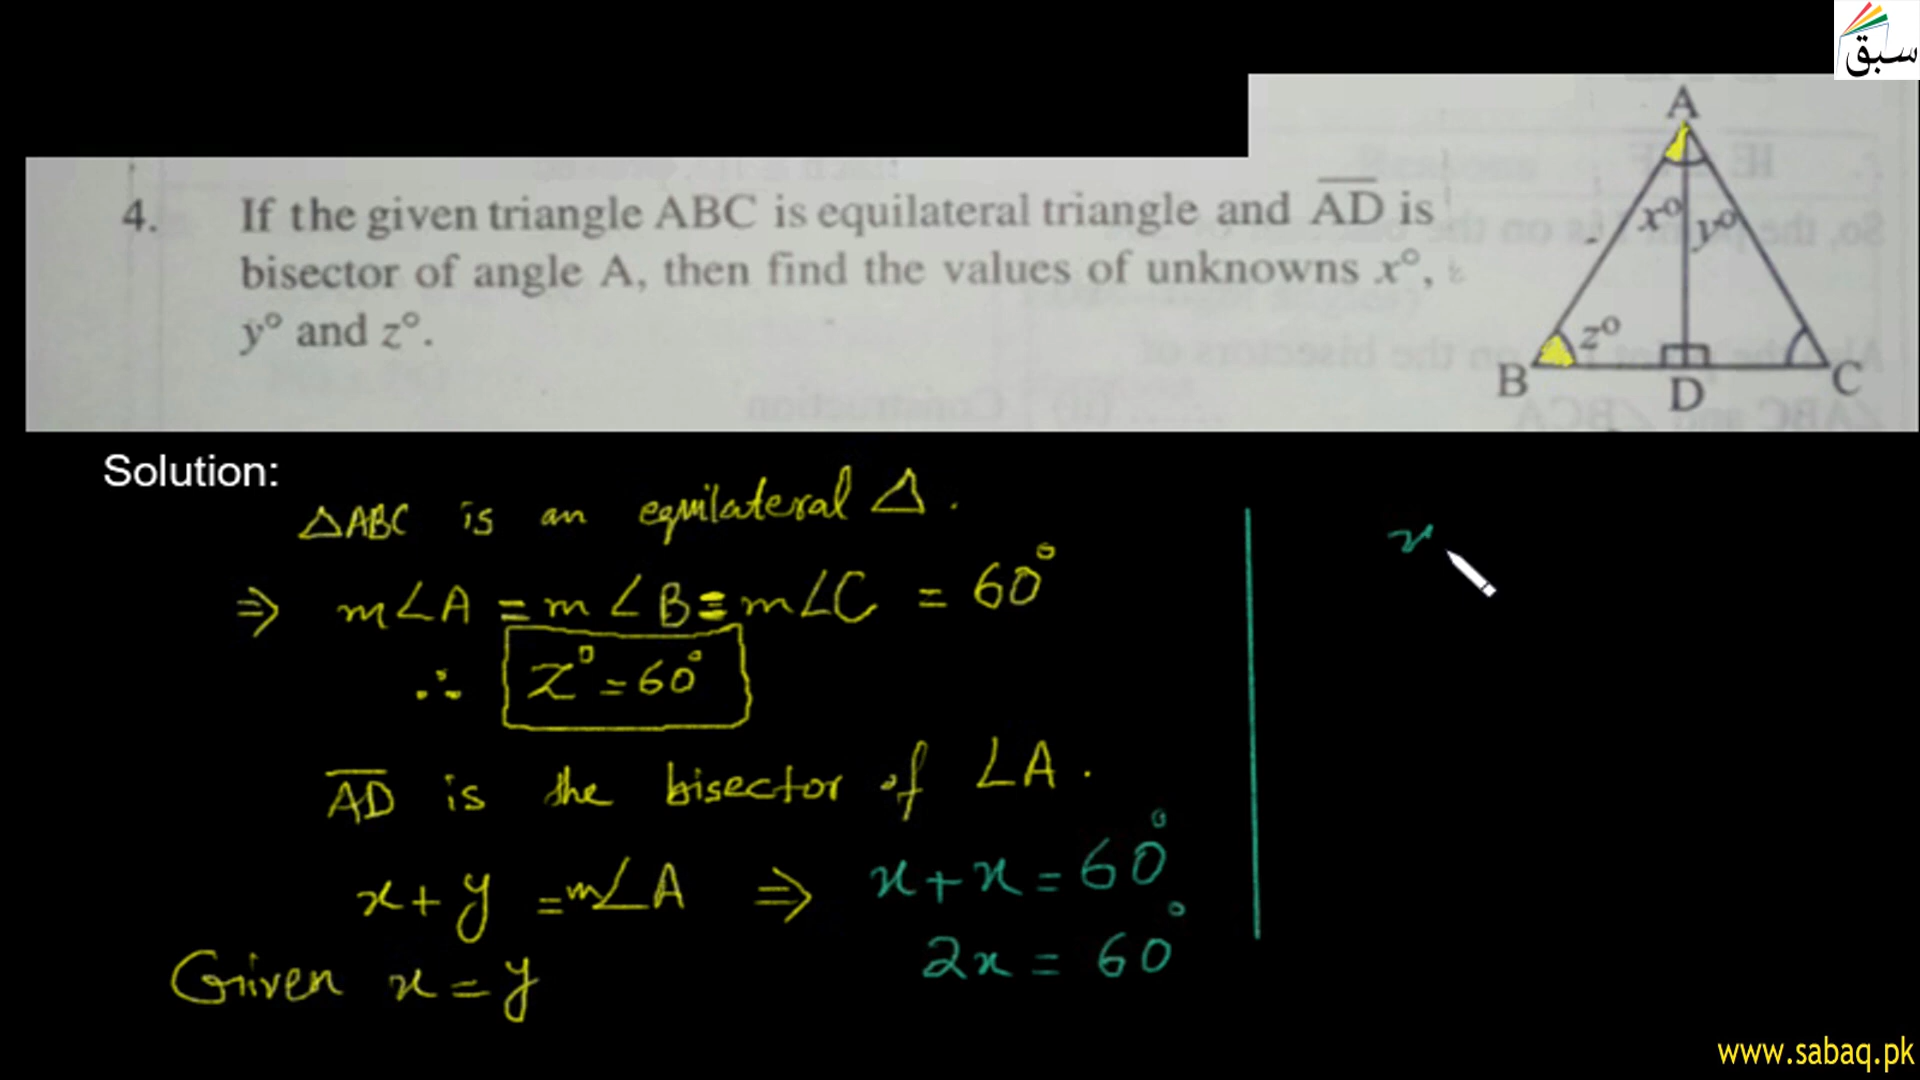 سبق
4. If the given triangle ABC is equilateral triangle and A̅D̅ is
bisector of angle A, then find the values of unknowns x°,
y° and z°.
A
x° y°
z°
B D C
Solution:
△ABC is an equilateral △.
⇒ m∠A = m∠B = m∠C = 60°
∴ z° = 60°
A̅D̅ is the bisector of ∠A.
x + y = m∠A ⇒ x + x = 60°
Given x = y
2x = 60°
x
www.sabaq.pk